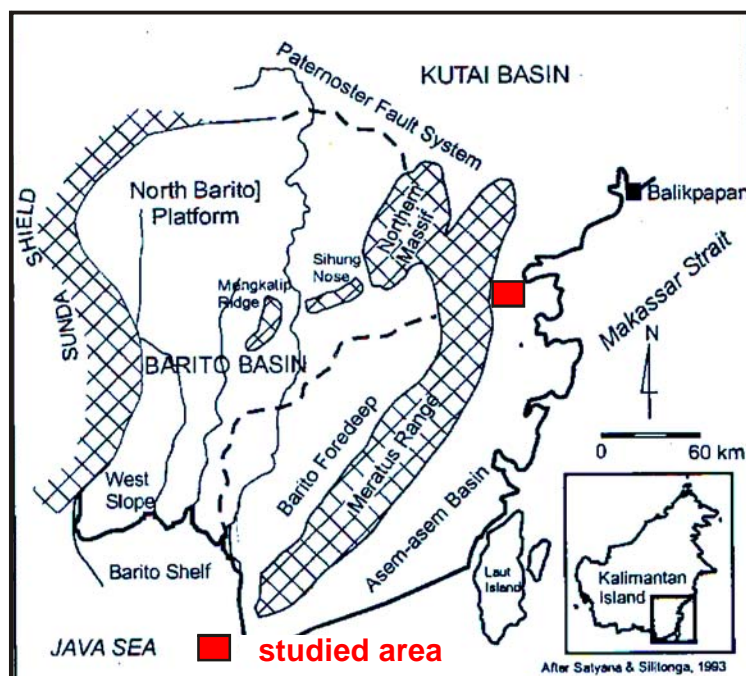 Paternoster Fault System
KUTAI BASIN
Balikpapan
North Barito]
Platform
SHIELD
SUNDA
Northern
Massif
Sihung
Nose
Mengkalip
Ridge
Makassar Strait
N
BARITO BASIN
0 60 km
Barito Foredeep
Meratus Range
West
Slope
Asem-asem Basin
Barito Shelf
Laut
Island
Kalimantan
Island
JAVA SEA
studied area
After Satyana & Silitonga, 1993